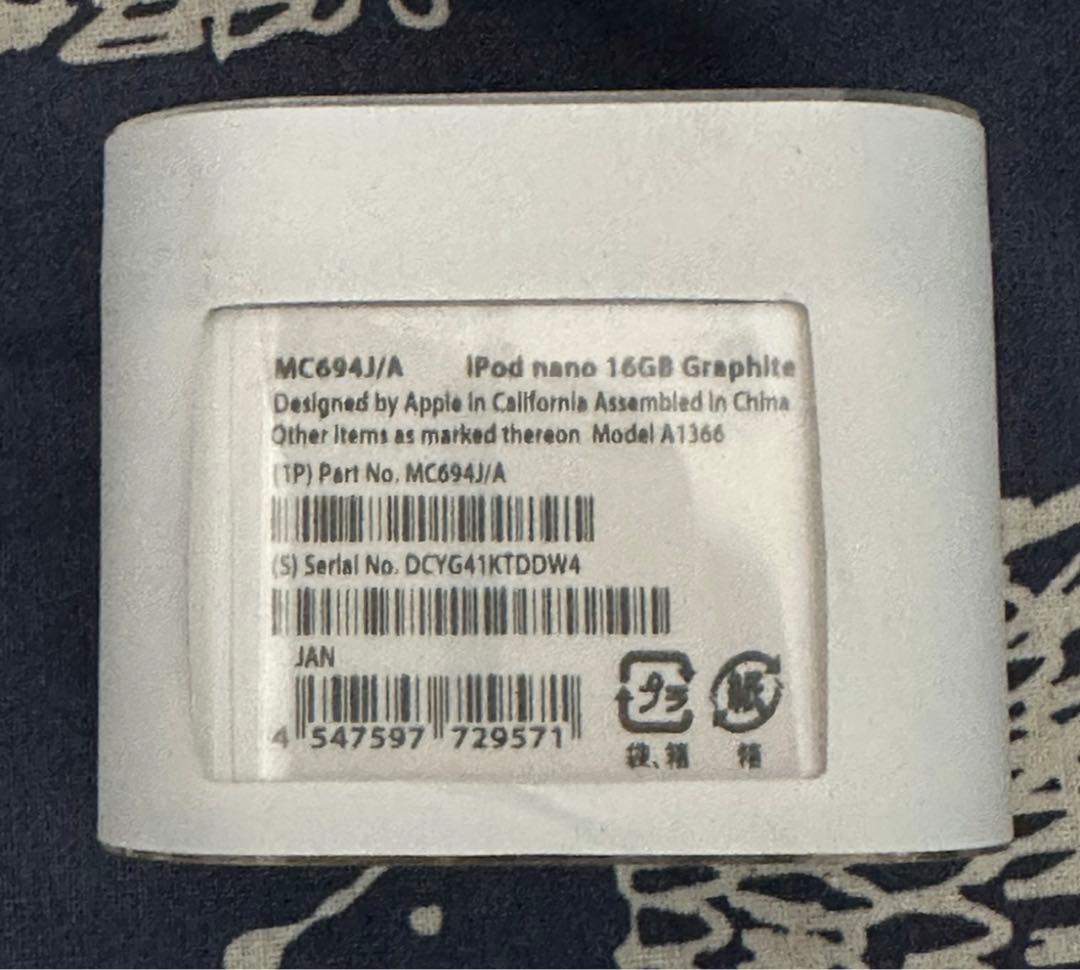 MC694J/A iPod nano 16GB Graphite
Designed by Apple in California Assembled in China
Other items as marked thereon Model A1366
(1P) Part No. MC694J/A
(S) Serial No. DCYG41KTDDW4
JAN
4 547597 729571
プラ 紙
袋、箱 箱